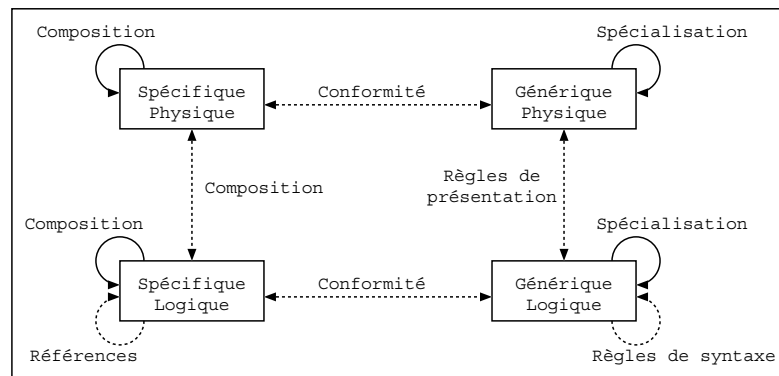 Composition
Spécialisation
Spécifique
Physique
Conformité
Générique
Physique
Composition
Règles de
présentation
Composition
Spécialisation
Spécifique
Logique
Conformité
Générique
Logique
Références
Règles de syntaxe